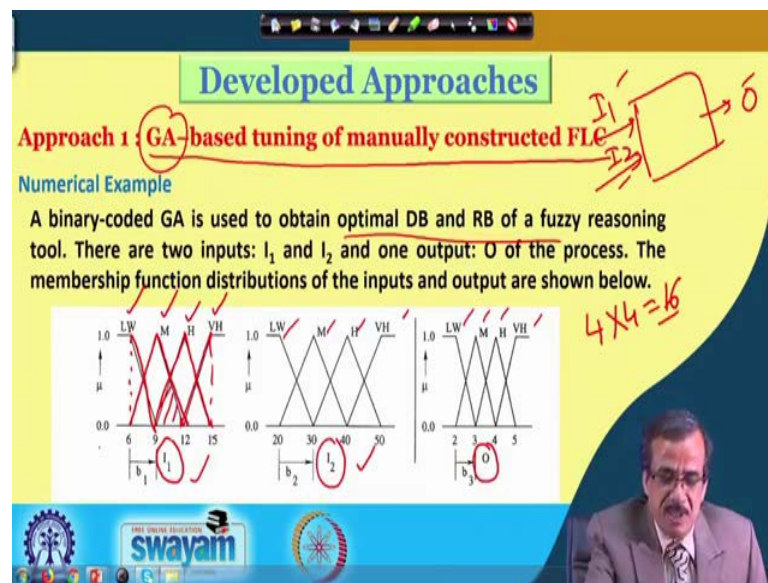 Developed Approaches
Approach 1 : GA-based tuning of manually constructed FLC
I1
I2
O
Numerical Example
A binary-coded GA is used to obtain optimal DB and RB of a fuzzy reasoning
tool. There are two inputs: I₁ and I₂ and one output: O of the process. The
membership function distributions of the inputs and output are shown below.
4 X 4 = 16
LW M H VH
1.0
μ
0.0
6 9 12 15
b₁ I₁
LW M H VH
1.0
μ
0.0
20 30 40 50
b₂ I₂
LW M H VH
1.0
μ
0.0
2 3 4 5
b₃ O
FREE ONLINE EDUCATION
swayam